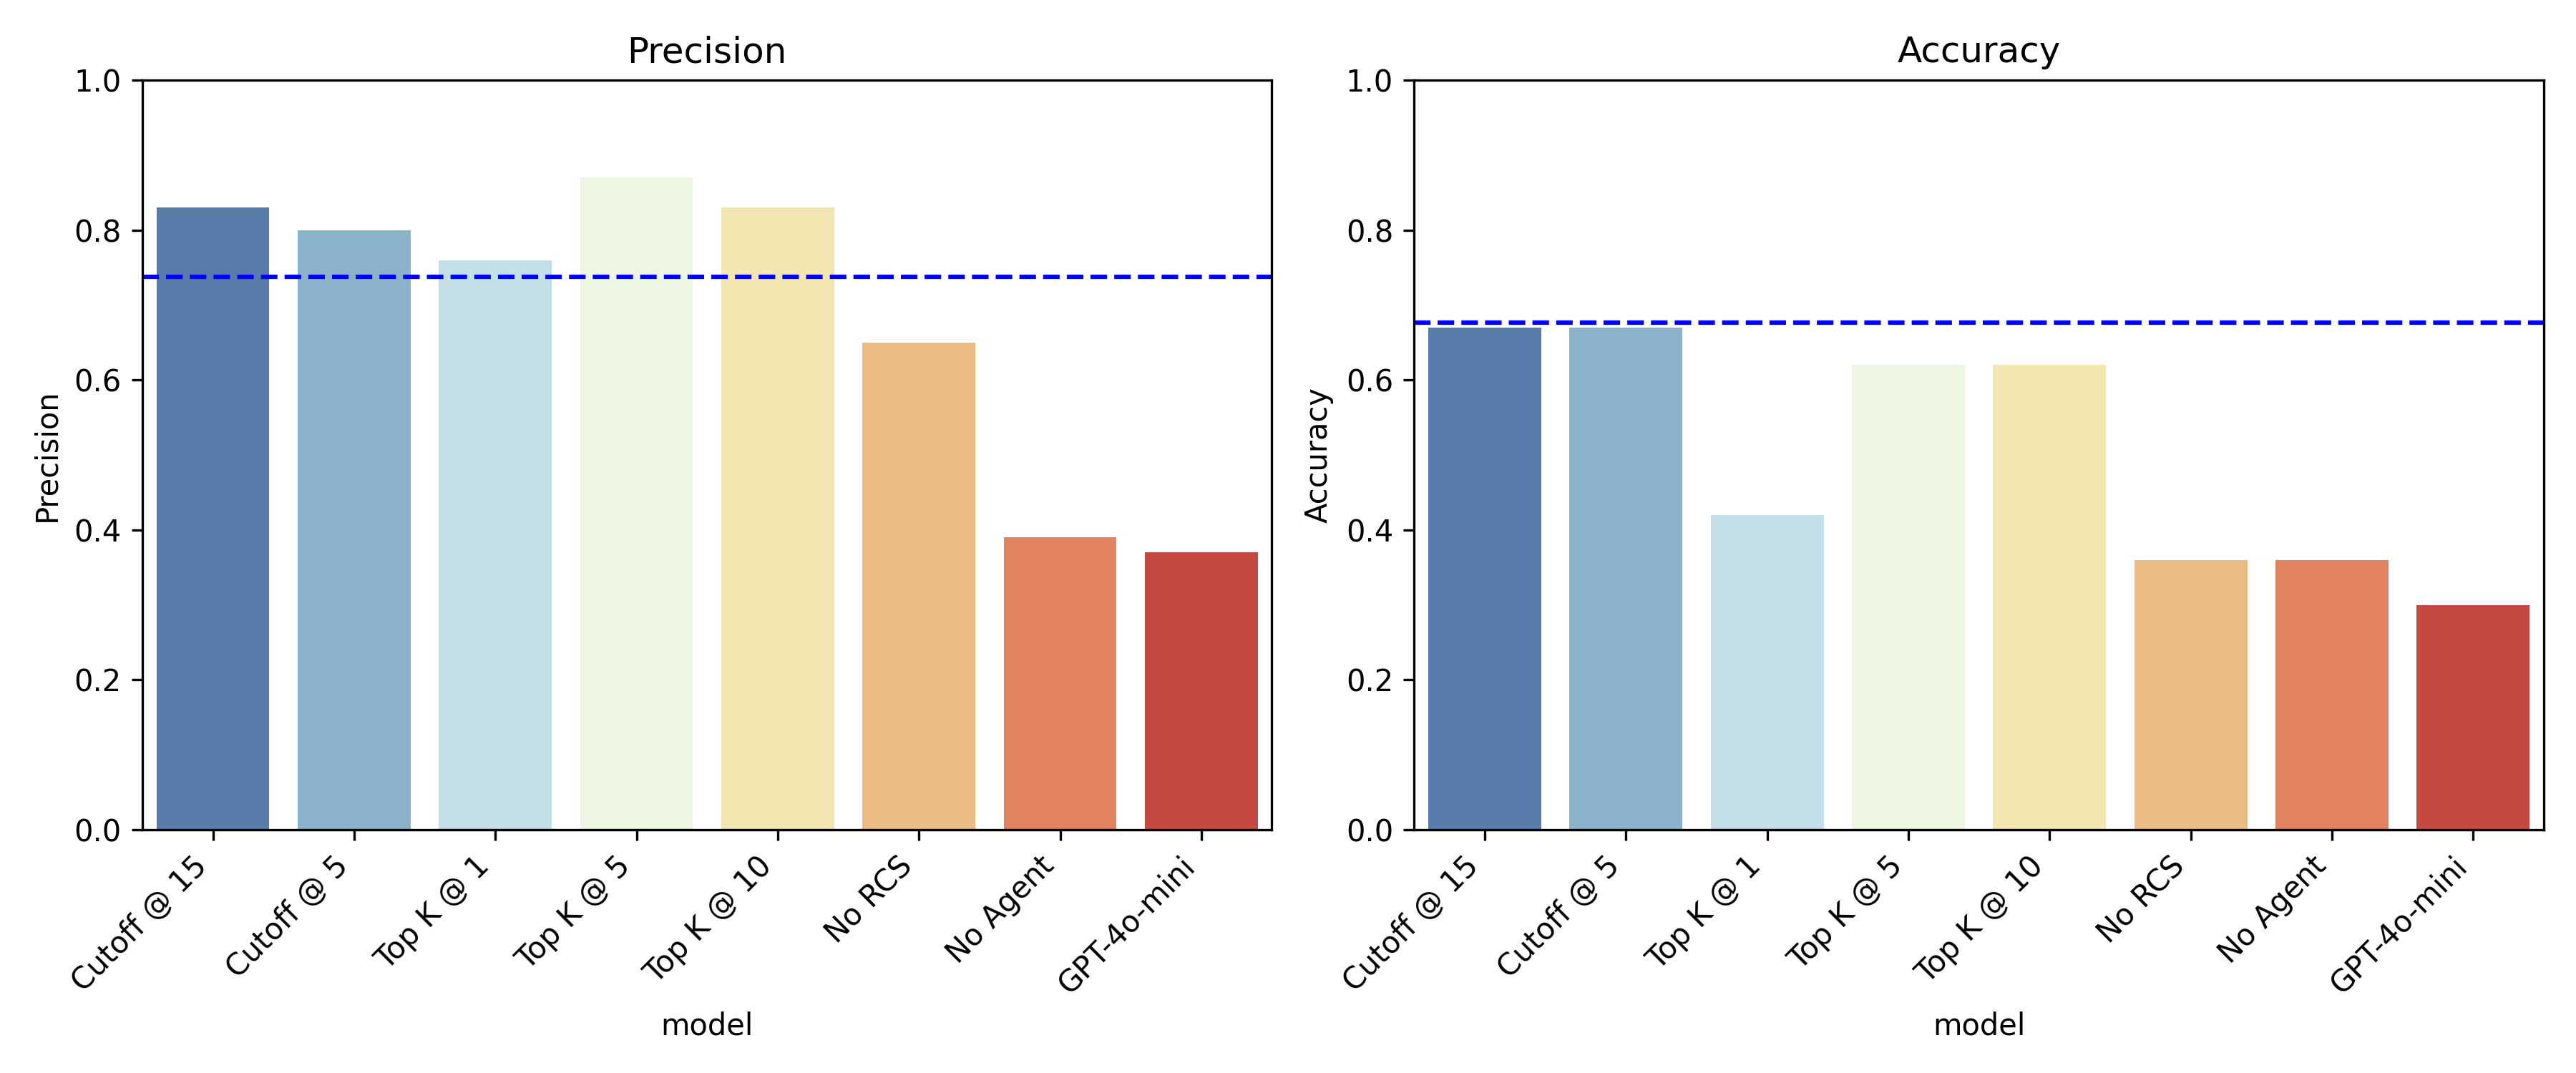 Precision
1.0
0.8
0.6
0.4
0.2
0.0
Precision
Cutoff @ 15
Cutoff @ 5
Top K @ 1
Top K @ 5
Top K @ 10
No RCS
No Agent
GPT-4o-mini
model
Accuracy
1.0
0.8
0.6
0.4
0.2
0.0
Accuracy
Cutoff @ 15
Cutoff @ 5
Top K @ 1
Top K @ 5
Top K @ 10
No RCS
No Agent
GPT-4o-mini
model